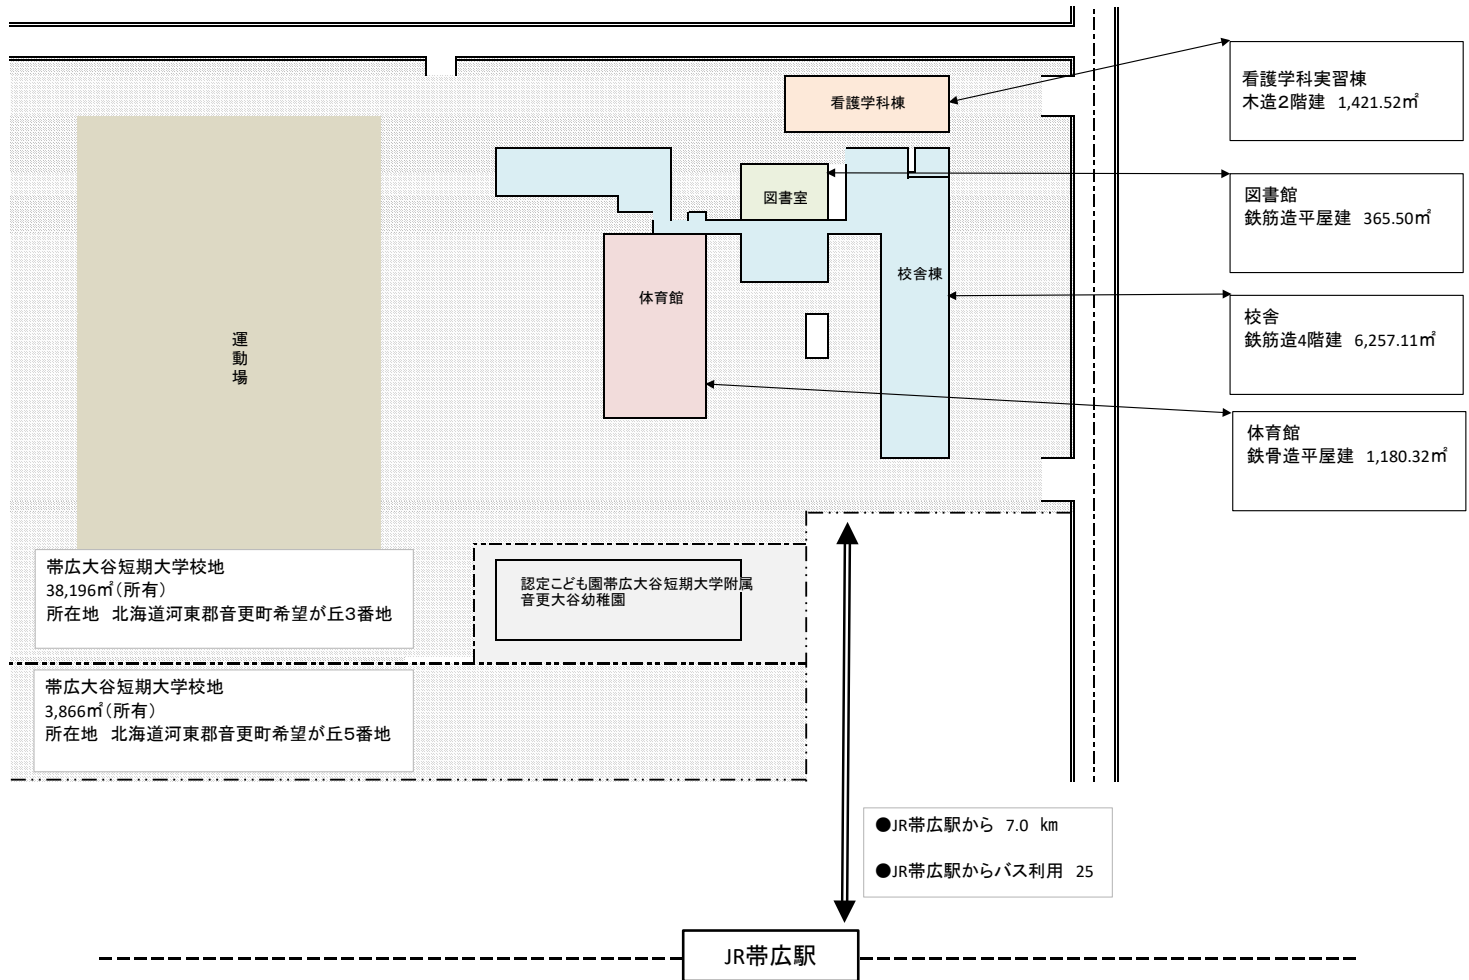 看護学科棟
看護学科実習棟
木造2階建 1,421.52㎡
図書室
図書館
鉄筋造平屋建 365.50㎡
校舎棟
校舎
鉄筋造4階建 6,257.11㎡
体育館
体育館
鉄骨造平屋建 1,180.32㎡
運動場
帯広大谷短期大学校地
38,196㎡(所有)
所在地 北海道河東郡音更町希望が丘3番地
認定こども園帯広大谷短期大学附属
音更大谷幼稚園
帯広大谷短期大学校地
3,866㎡(所有)
所在地 北海道河東郡音更町希望が丘5番地
●JR帯広駅から 7.0 ㎞
●JR帯広駅からバス利用 25
JR帯広駅